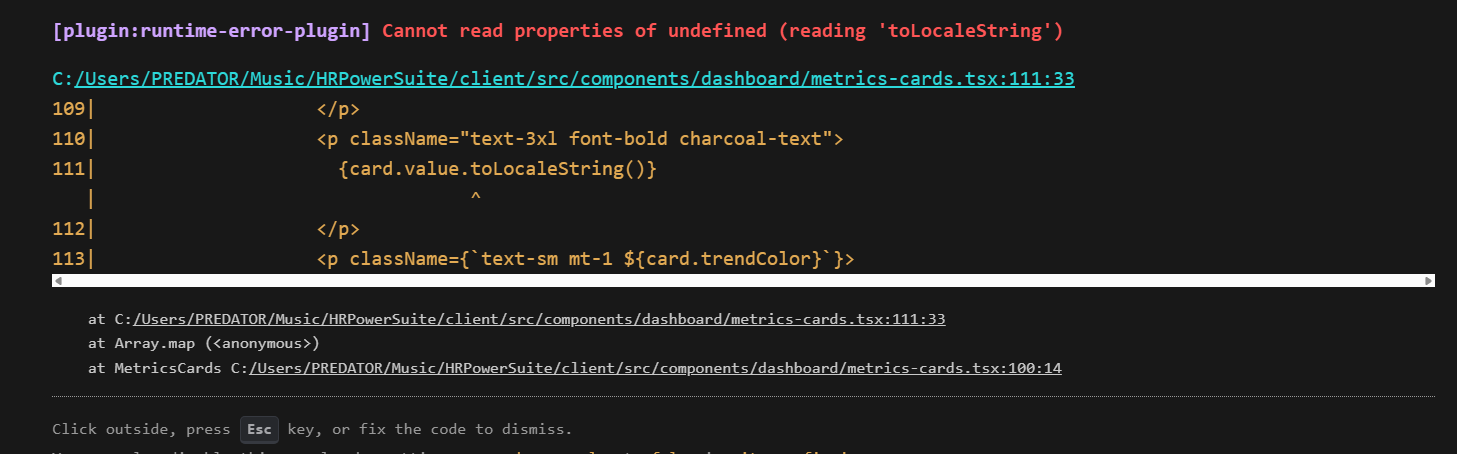 [plugin:runtime-error-plugin] Cannot read properties of undefined (reading 'toLocaleString')
C:/Users/PREDATOR/Music/HRPowerSuite/client/src/components/dashboard/metrics-cards.tsx:111:33
109|                    </p>
110|                    <p className="text-3xl font-bold charcoal-text">
111|                      {card.value.toLocaleString()}
   |                                  ^
112|                    </p>
113|                    <p className={`text-sm mt-1 ${card.trendColor}`}>
at C:/Users/PREDATOR/Music/HRPowerSuite/client/src/components/dashboard/metrics-cards.tsx:111:33
at Array.map (<anonymous>)
at MetricsCards C:/Users/PREDATOR/Music/HRPowerSuite/client/src/components/dashboard/metrics-cards.tsx:100:14
Click outside, press Esc key, or fix the code to dismiss.